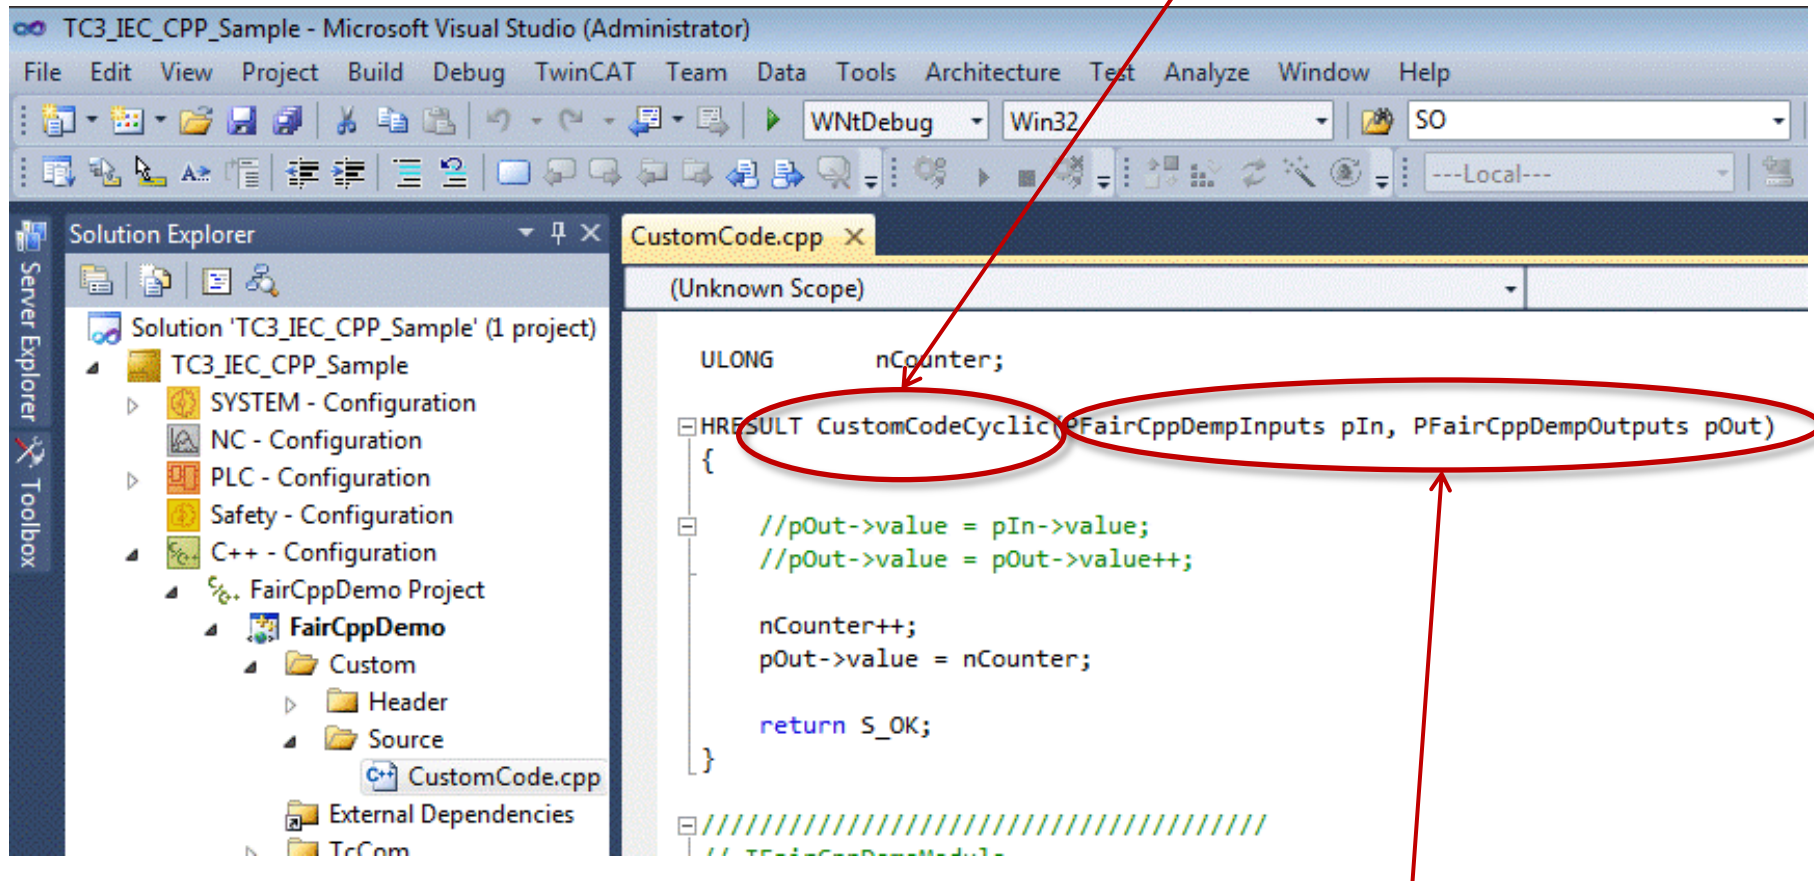 TC3_IEC_CPP_Sample - Microsoft Visual Studio (Administrator)
File Edit View Project Build Debug TwinCAT Team Data Tools Architecture Test Analyze Window Help
WNtDebug Win32 SO
---Local---
Server Explorer
Toolbox
Solution Explorer
Solution 'TC3_IEC_CPP_Sample' (1 project)
TC3_IEC_CPP_Sample
SYSTEM - Configuration
NC - Configuration
PLC - Configuration
Safety - Configuration
C++ - Configuration
FairCppDemo Project
FairCppDemo
Custom
Header
Source
CustomCode.cpp
External Dependencies
TcCom
CustomCode.cpp
(Unknown Scope)
ULONG nCounter;
HRESULT CustomCodeCyclic(PFairCppDempInputs pIn, PFairCppDempOutputs pOut)
{
//pOut->value = pIn->value;
//pOut->value = pOut->value++;
nCounter++;
pOut->value = nCounter;
return S_OK;
}
///////////////////////////////////////